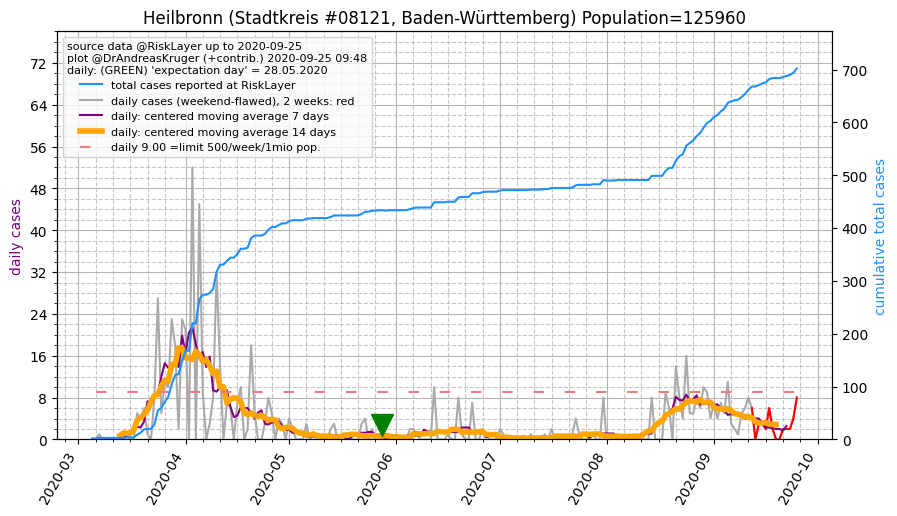 Heilbronn (Stadtkreis #08121, Baden-Württemberg) Population=125960
source data @RiskLayer up to 2020-09-25
plot @DrAndreasKruger (+contrib.) 2020-09-25 09:48
daily: (GREEN) 'expectation day' = 28.05.2020
total cases reported at RiskLayer
daily cases (weekend-flawed), 2 weeks: red
daily: centered moving average 7 days
daily: centered moving average 14 days
daily 9.00 =limit 500/week/1mio pop.
daily cases
72
64
56
48
40
32
24
16
8
0
700
600
500
400
300
200
100
0
cumulative total cases
2020-03
2020-04
2020-05
2020-06
2020-07
2020-08
2020-09
2020-10